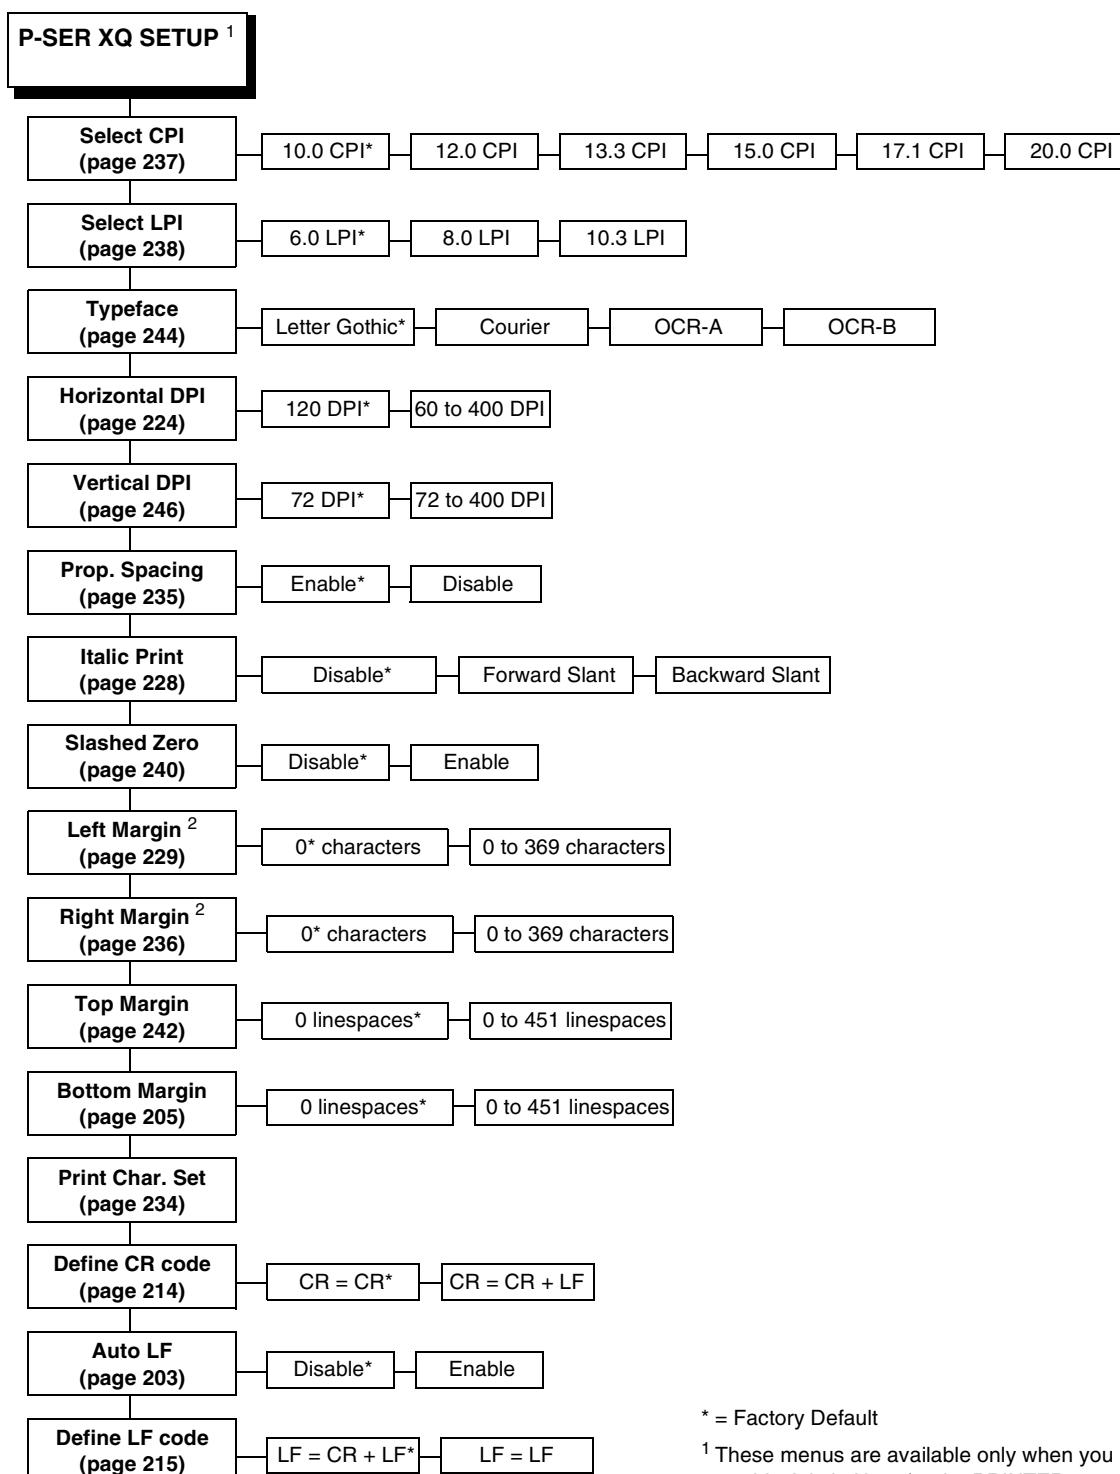 P-SER XQ SETUP 1
Select CPI
(page 237)
10.0 CPI* 12.0 CPI 13.3 CPI 15.0 CPI 17.1 CPI 20.0 CPI
Select LPI
(page 238)
6.0 LPI* 8.0 LPI 10.3 LPI
Typeface
(page 244)
Letter Gothic* Courier OCR-A OCR-B
Horizontal DPI
(page 224)
120 DPI* 60 to 400 DPI
Vertical DPI
(page 246)
72 DPI* 72 to 400 DPI
Prop. Spacing
(page 235)
Enable* Disable
Italic Print
(page 228)
Disable* Forward Slant Backward Slant
Slashed Zero
(page 240)
Disable* Enable
Left Margin 2
(page 229)
0* characters 0 to 369 characters
Right Margin 2
(page 236)
0* characters 0 to 369 characters
Top Margin
(page 242)
0 linespaces* 0 to 451 linespaces
Bottom Margin
(page 205)
0 linespaces* 0 to 451 linespaces
Print Char. Set
(page 234)
Define CR code
(page 214)
CR = CR* CR = CR + LF
Auto LF
(page 203)
Disable* Enable
Define LF code
(page 215)
LF = CR + LF* LF = LF
* = Factory Default
1 These menus are available only when you